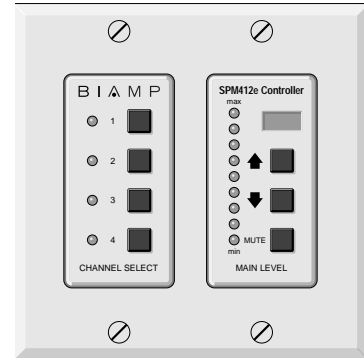 BIAMP
1
2
3
4
CHANNEL SELECT
SPM412e Controller
max
MUTE
min
MAIN LEVEL